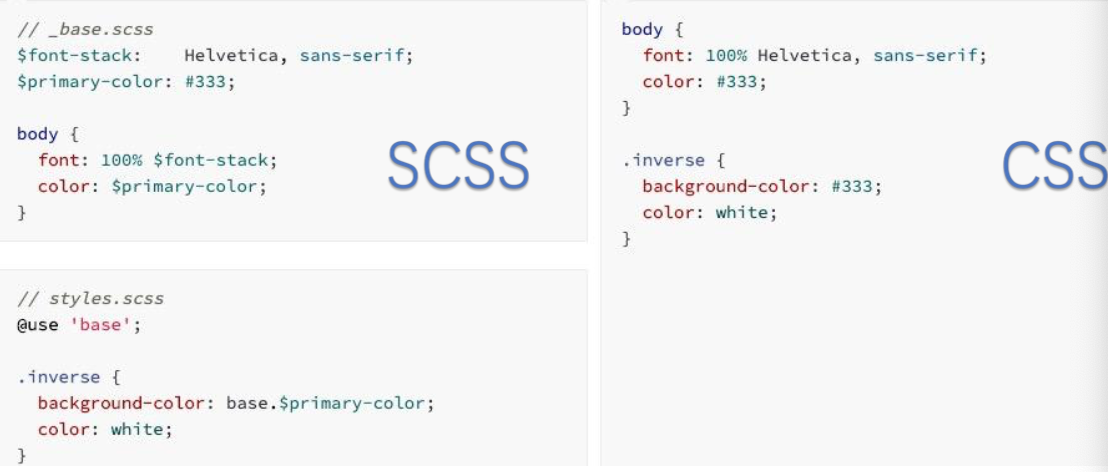 // _base.scss
$font-stack:    Helvetica, sans-serif;
$primary-color: #333;
body {
  font: 100% $font-stack;
  color: $primary-color;
}
SCSS
// styles.scss
@use 'base';
.inverse {
  background-color: base.$primary-color;
  color: white;
}
body {
  font: 100% Helvetica, sans-serif;
  color: #333;
}
.inverse {
  background-color: #333;
  color: white;
}
CSS